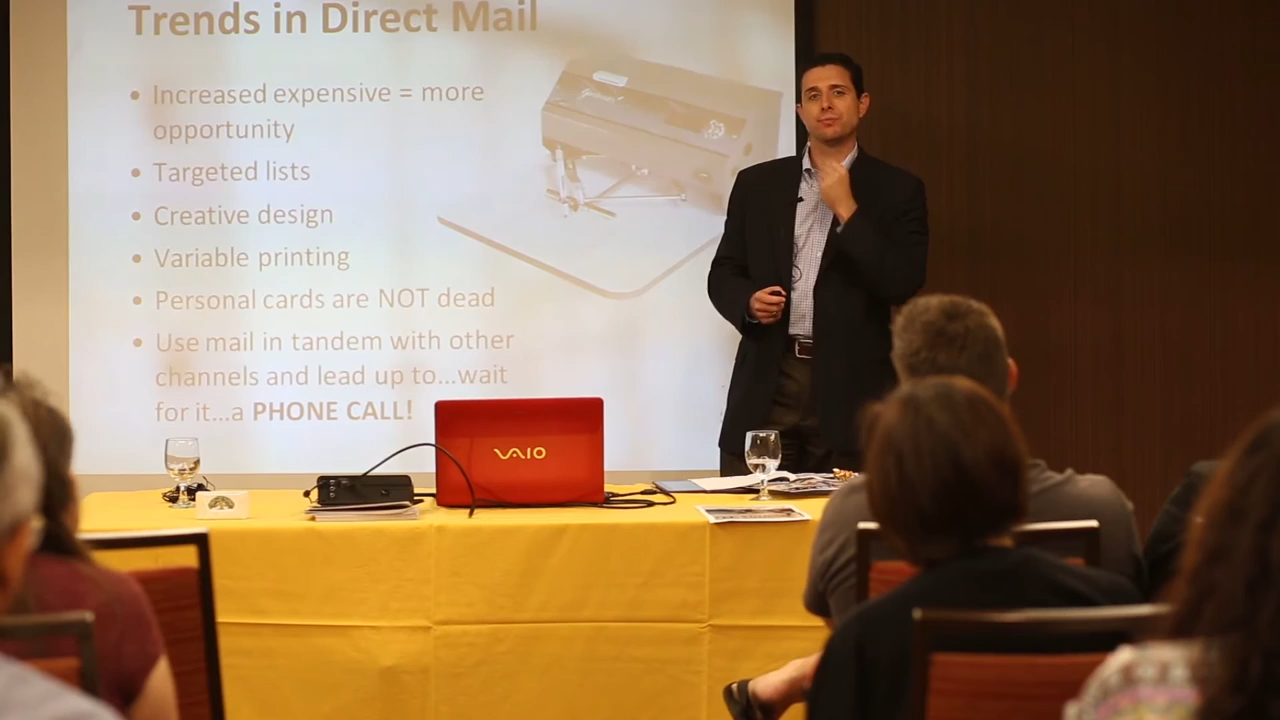 Trends in Direct Mail
• Increased expensive = more
opportunity
• Targeted lists
• Creative design
• Variable printing
• Personal cards are NOT dead
• Use mail in tandem with other
channels and lead up to...wait
for it...a PHONE CALL!
VAIO